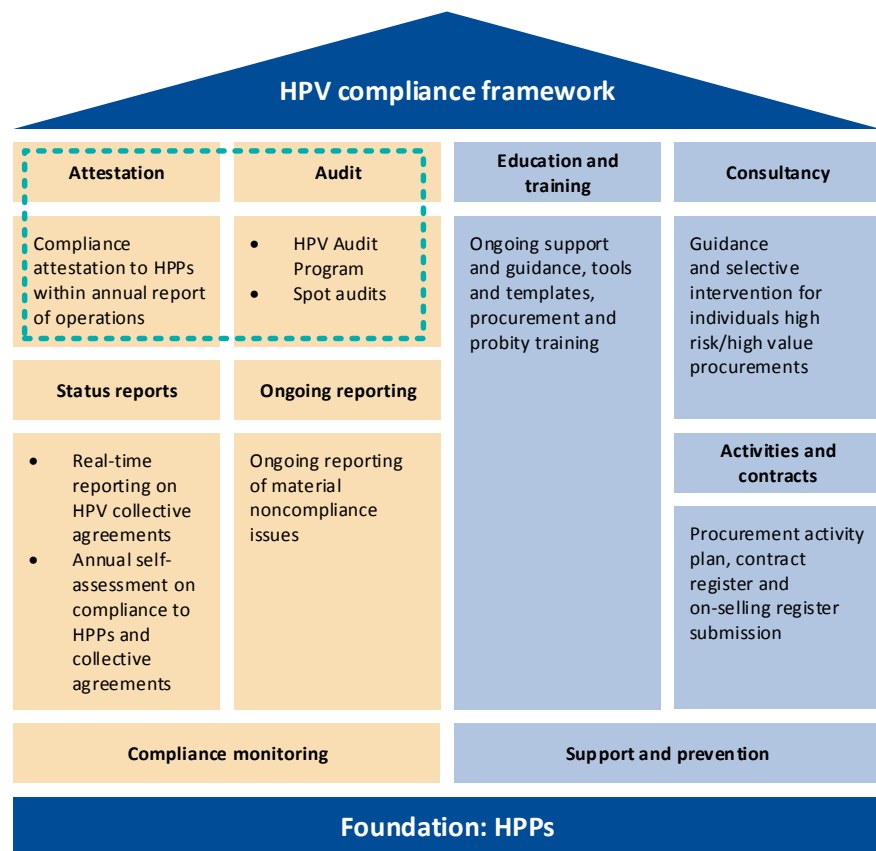 HPV compliance framework
Attestation
Compliance
attestation to HPPs
within annual report
of operations
Audit
• HPV Audit
Program
• Spot audits
Education and
training
Ongoing support
and guidance, tools
and templates,
procurement and
probity training
Consultancy
Guidance
and selective
intervention for
individuals high
risk/high value
procurements
Status reports
• Real-time
reporting on
HPV collective
agreements
• Annual self-
assessment on
compliance to
HPPs and
collective
agreements
Ongoing reporting
Ongoing reporting
of material
noncompliance
issues
Activities and
contracts
Procurement activity
plan, contract
register and
on-selling register
submission
Compliance monitoring
Support and prevention
Foundation: HPPs